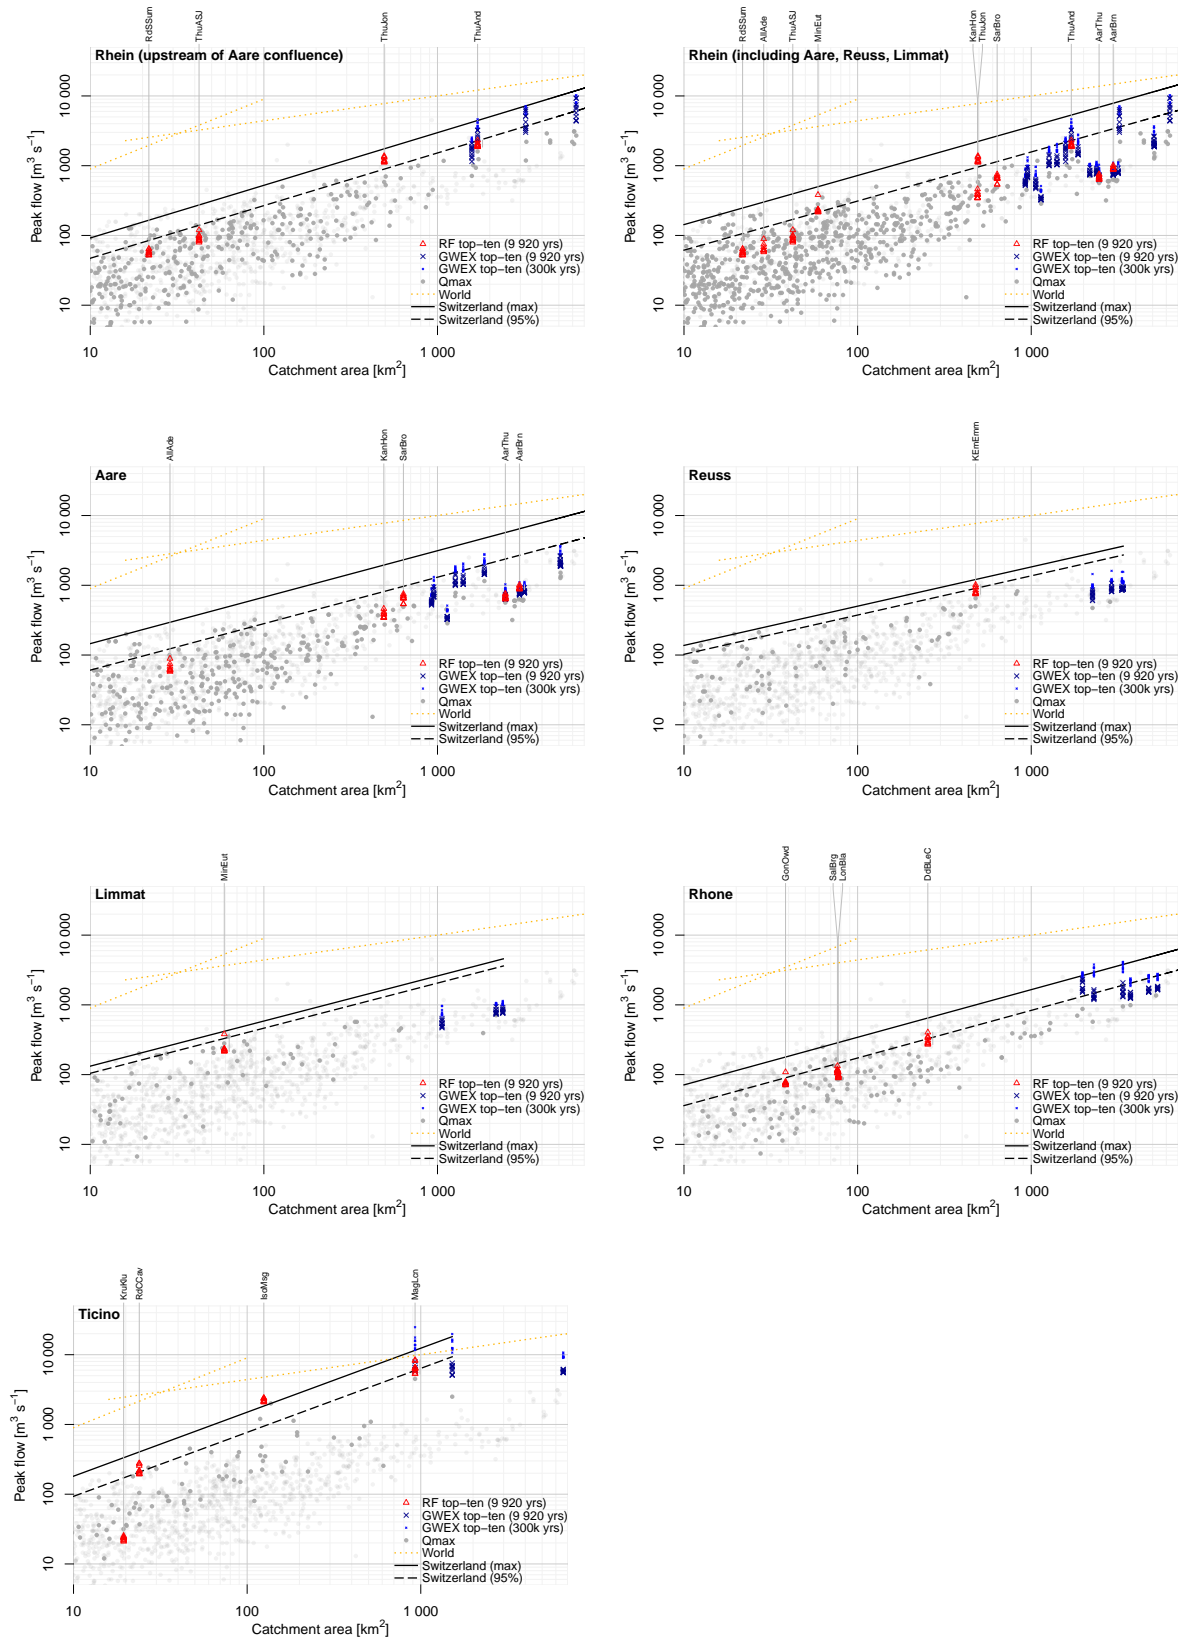 RdSSum
ThuASJ
ThuJon
ThuAnd
Rhein (upstream of Aare confluence)
Peak flow [m³ s⁻¹]
10 000
1 000
100
10
RF top−ten (9 920 yrs)
GWEX top−ten (9 920 yrs)
GWEX top−ten (300k yrs)
Qmax
World
Switzerland (max)
Switzerland (95%)
10
100
1 000
Catchment area [km²]
RdSSum
AllAde
ThuASJ
MinEut
KanHon
ThuJon
SarBro
ThuAnd
AarThu
AarBrn
Rhein (including Aare, Reuss, Limmat)
Peak flow [m³ s⁻¹]
10 000
1 000
100
10
RF top−ten (9 920 yrs)
GWEX top−ten (9 920 yrs)
GWEX top−ten (300k yrs)
Qmax
World
Switzerland (max)
Switzerland (95%)
10
100
1 000
Catchment area [km²]
AllAde
KanHon
SarBro
AarThu
AarBrn
Aare
Peak flow [m³ s⁻¹]
10 000
1 000
100
10
RF top−ten (9 920 yrs)
GWEX top−ten (9 920 yrs)
GWEX top−ten (300k yrs)
Qmax
World
Switzerland (max)
Switzerland (95%)
10
100
1 000
Catchment area [km²]
KEmEmm
Reuss
Peak flow [m³ s⁻¹]
10 000
1 000
100
10
RF top−ten (9 920 yrs)
GWEX top−ten (9 920 yrs)
GWEX top−ten (300k yrs)
Qmax
World
Switzerland (max)
Switzerland (95%)
10
100
1 000
Catchment area [km²]
MinEut
Limmat
Peak flow [m³ s⁻¹]
10 000
1 000
100
10
RF top−ten (9 920 yrs)
GWEX top−ten (9 920 yrs)
GWEX top−ten (300k yrs)
Qmax
World
Switzerland (max)
Switzerland (95%)
10
100
1 000
Catchment area [km²]
GonOwd
SalBrg
LonBla
DdBLeC
Rhone
Peak flow [m³ s⁻¹]
10 000
1 000
100
10
RF top−ten (9 920 yrs)
GWEX top−ten (9 920 yrs)
GWEX top−ten (300k yrs)
Qmax
World
Switzerland (max)
Switzerland (95%)
10
100
1 000
Catchment area [km²]
KruKlu
RdCCav
IsoMsg
MagLcn
Ticino
Peak flow [m³ s⁻¹]
10 000
1 000
100
10
RF top−ten (9 920 yrs)
GWEX top−ten (9 920 yrs)
GWEX top−ten (300k yrs)
Qmax
World
Switzerland (max)
Switzerland (95%)
10
100
1 000
Catchment area [km²]